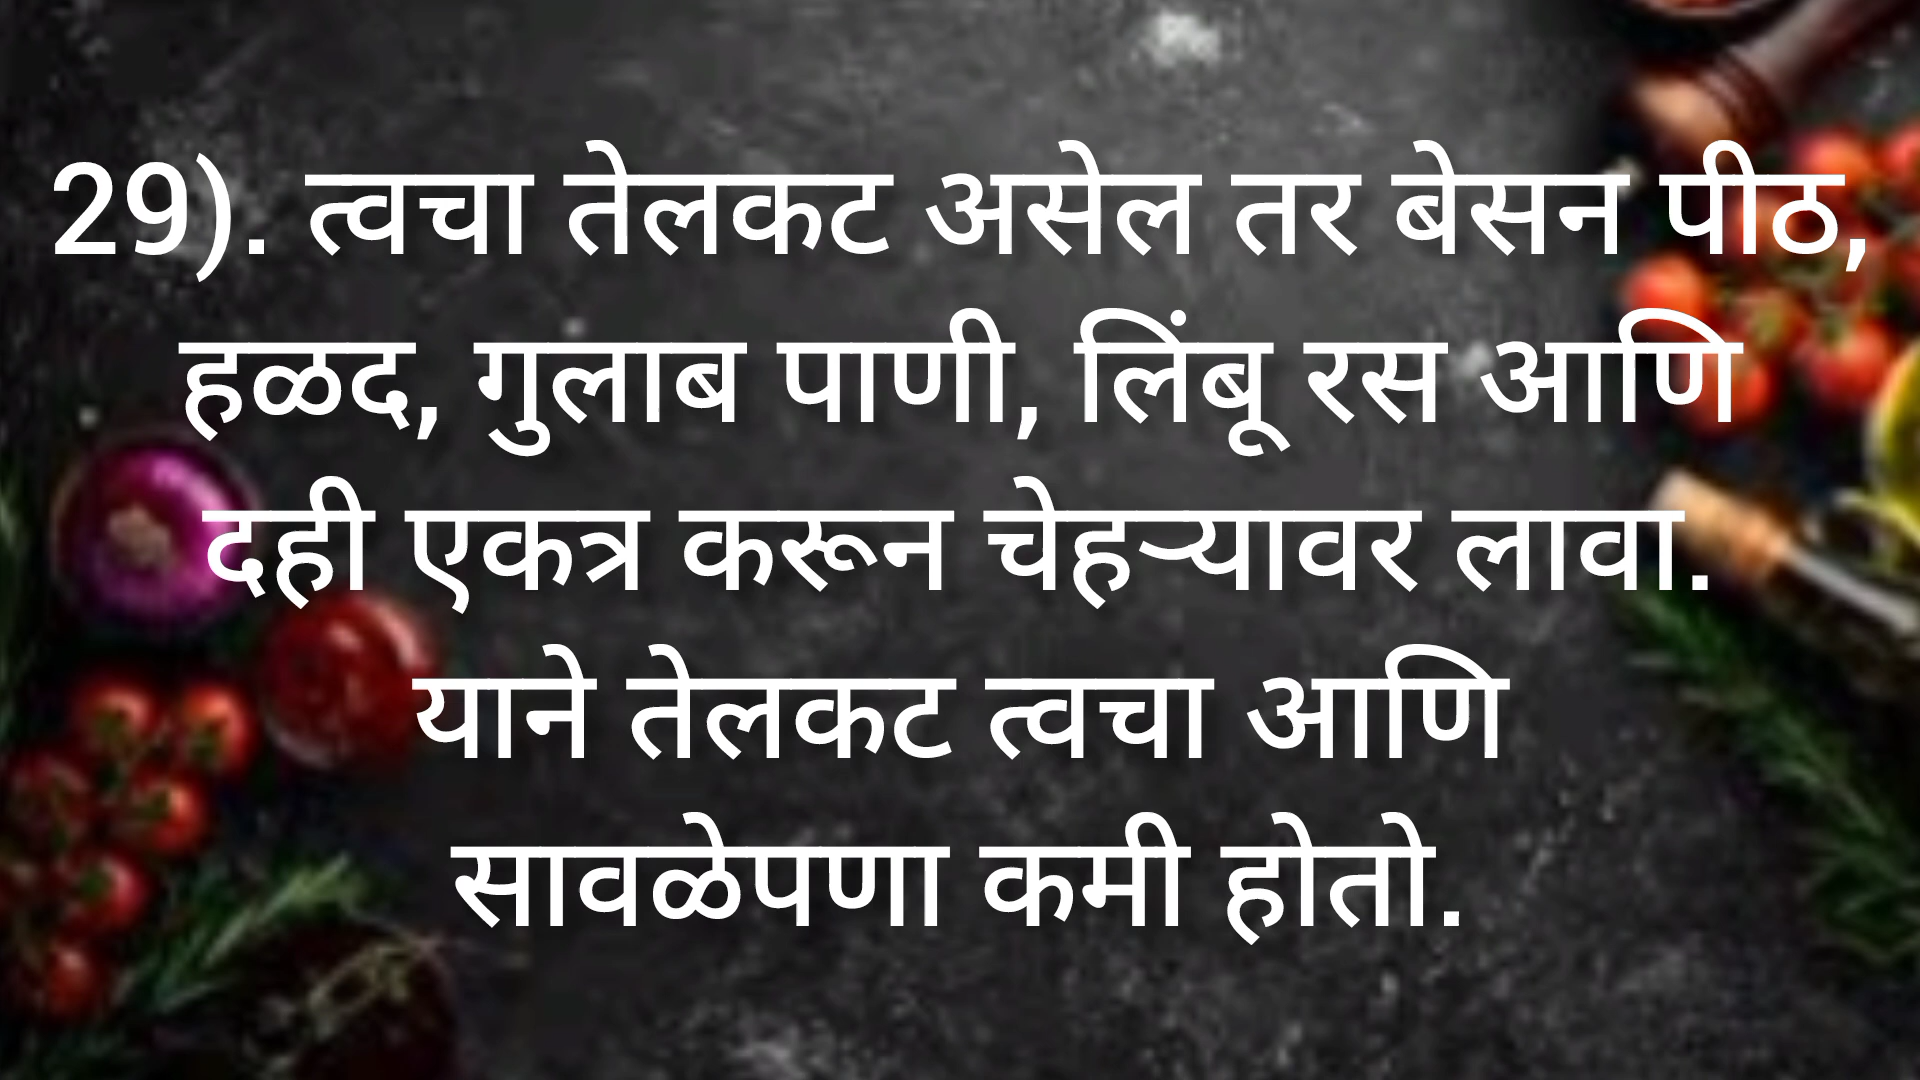 29). त्वचा तेलकट असेल तर बेसन पीठ,
हळद, गुलाब पाणी, लिंबू रस आणि
दही एकत्र करून चेहऱ्यावर लावा.
याने तेलकट त्वचा आणि
सावळेपणा कमी होतो.